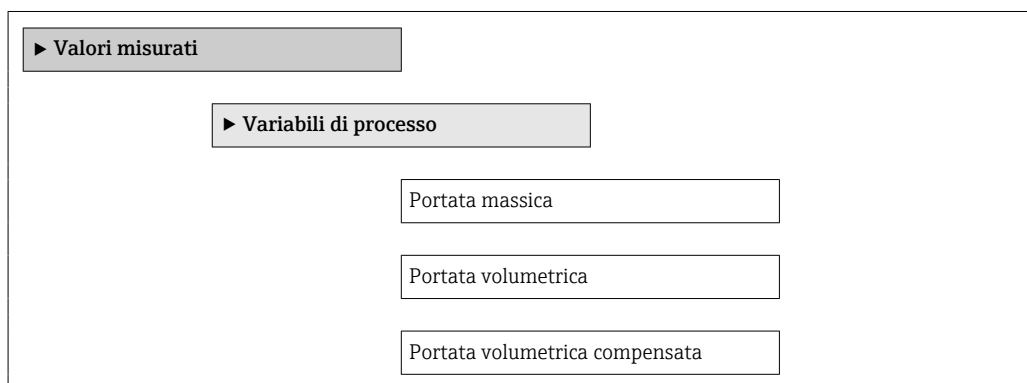 ▶ Valori misurati
▶ Variabili di processo
Portata massica
Portata volumetrica
Portata volumetrica compensata